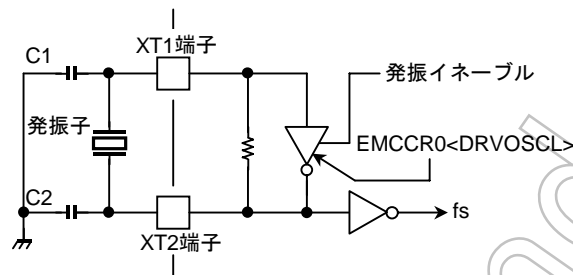 XT1端子
C1
発振イネーブル
発振子
EMCCR0<DRVOSCL>
C2
fs
XT2端子